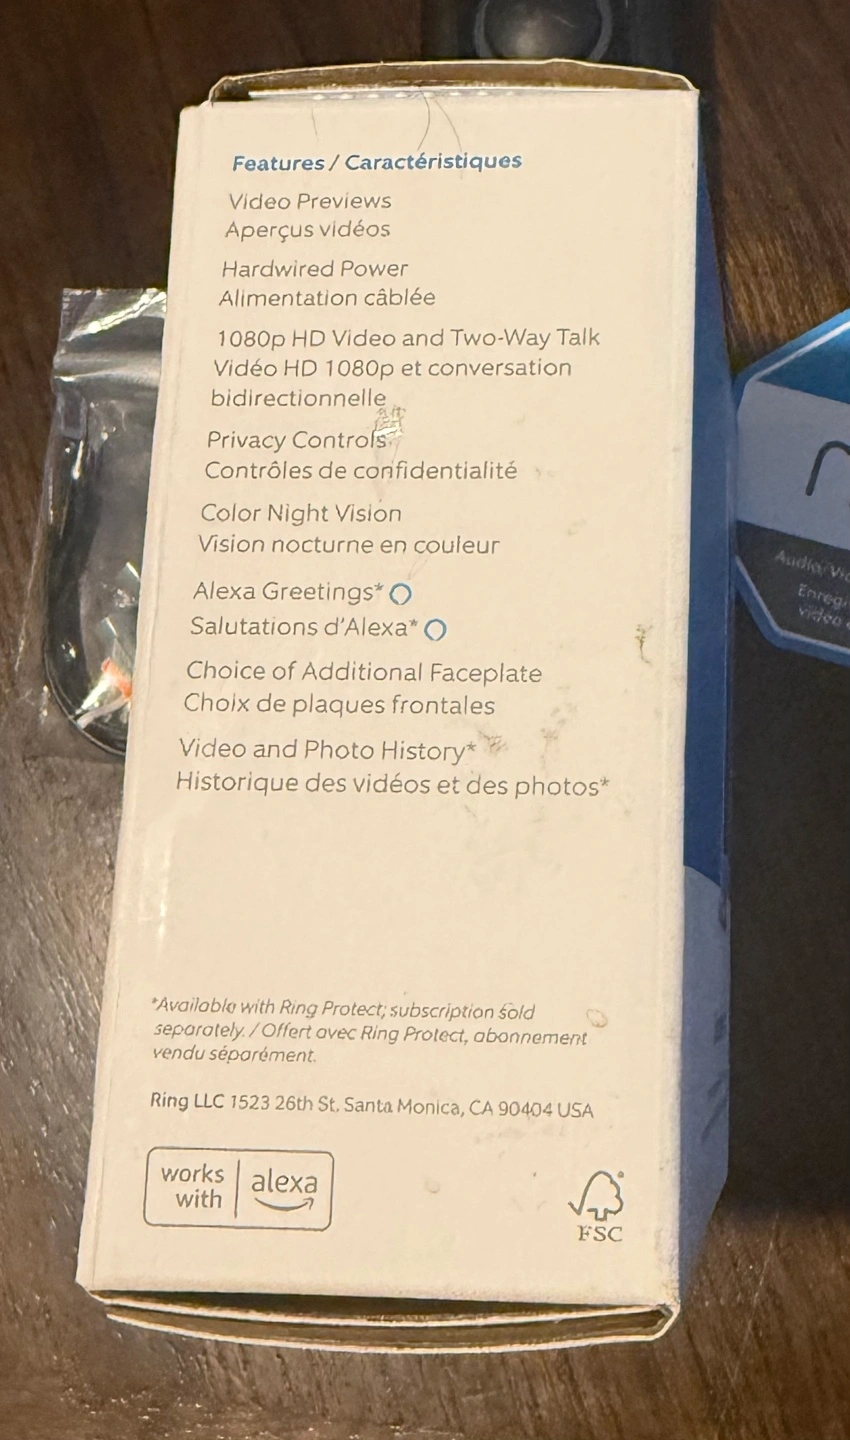 Features / Caractéristiques
Video Previews
Aperçus vidéos
Hardwired Power
Alimentation câblée
1080p HD Video and Two-Way Talk
Vidéo HD 1080p et conversation
bidirectionnelle
Privacy Controls
Contrôles de confidentialité
Color Night Vision
Vision nocturne en couleur
Alexa Greetings*
Salutations d'Alexa*
Choice of Additional Faceplate
Choix de plaques frontales
Video and Photo History*
Historique des vidéos et des photos*
*Available with Ring Protect; subscription sold
separately. / Offert avec Ring Protect, abonnement
vendu séparément.
Ring LLC 1523 26th St. Santa Monica, CA 90404 USA
works
with
alexa
FSC
Audio/